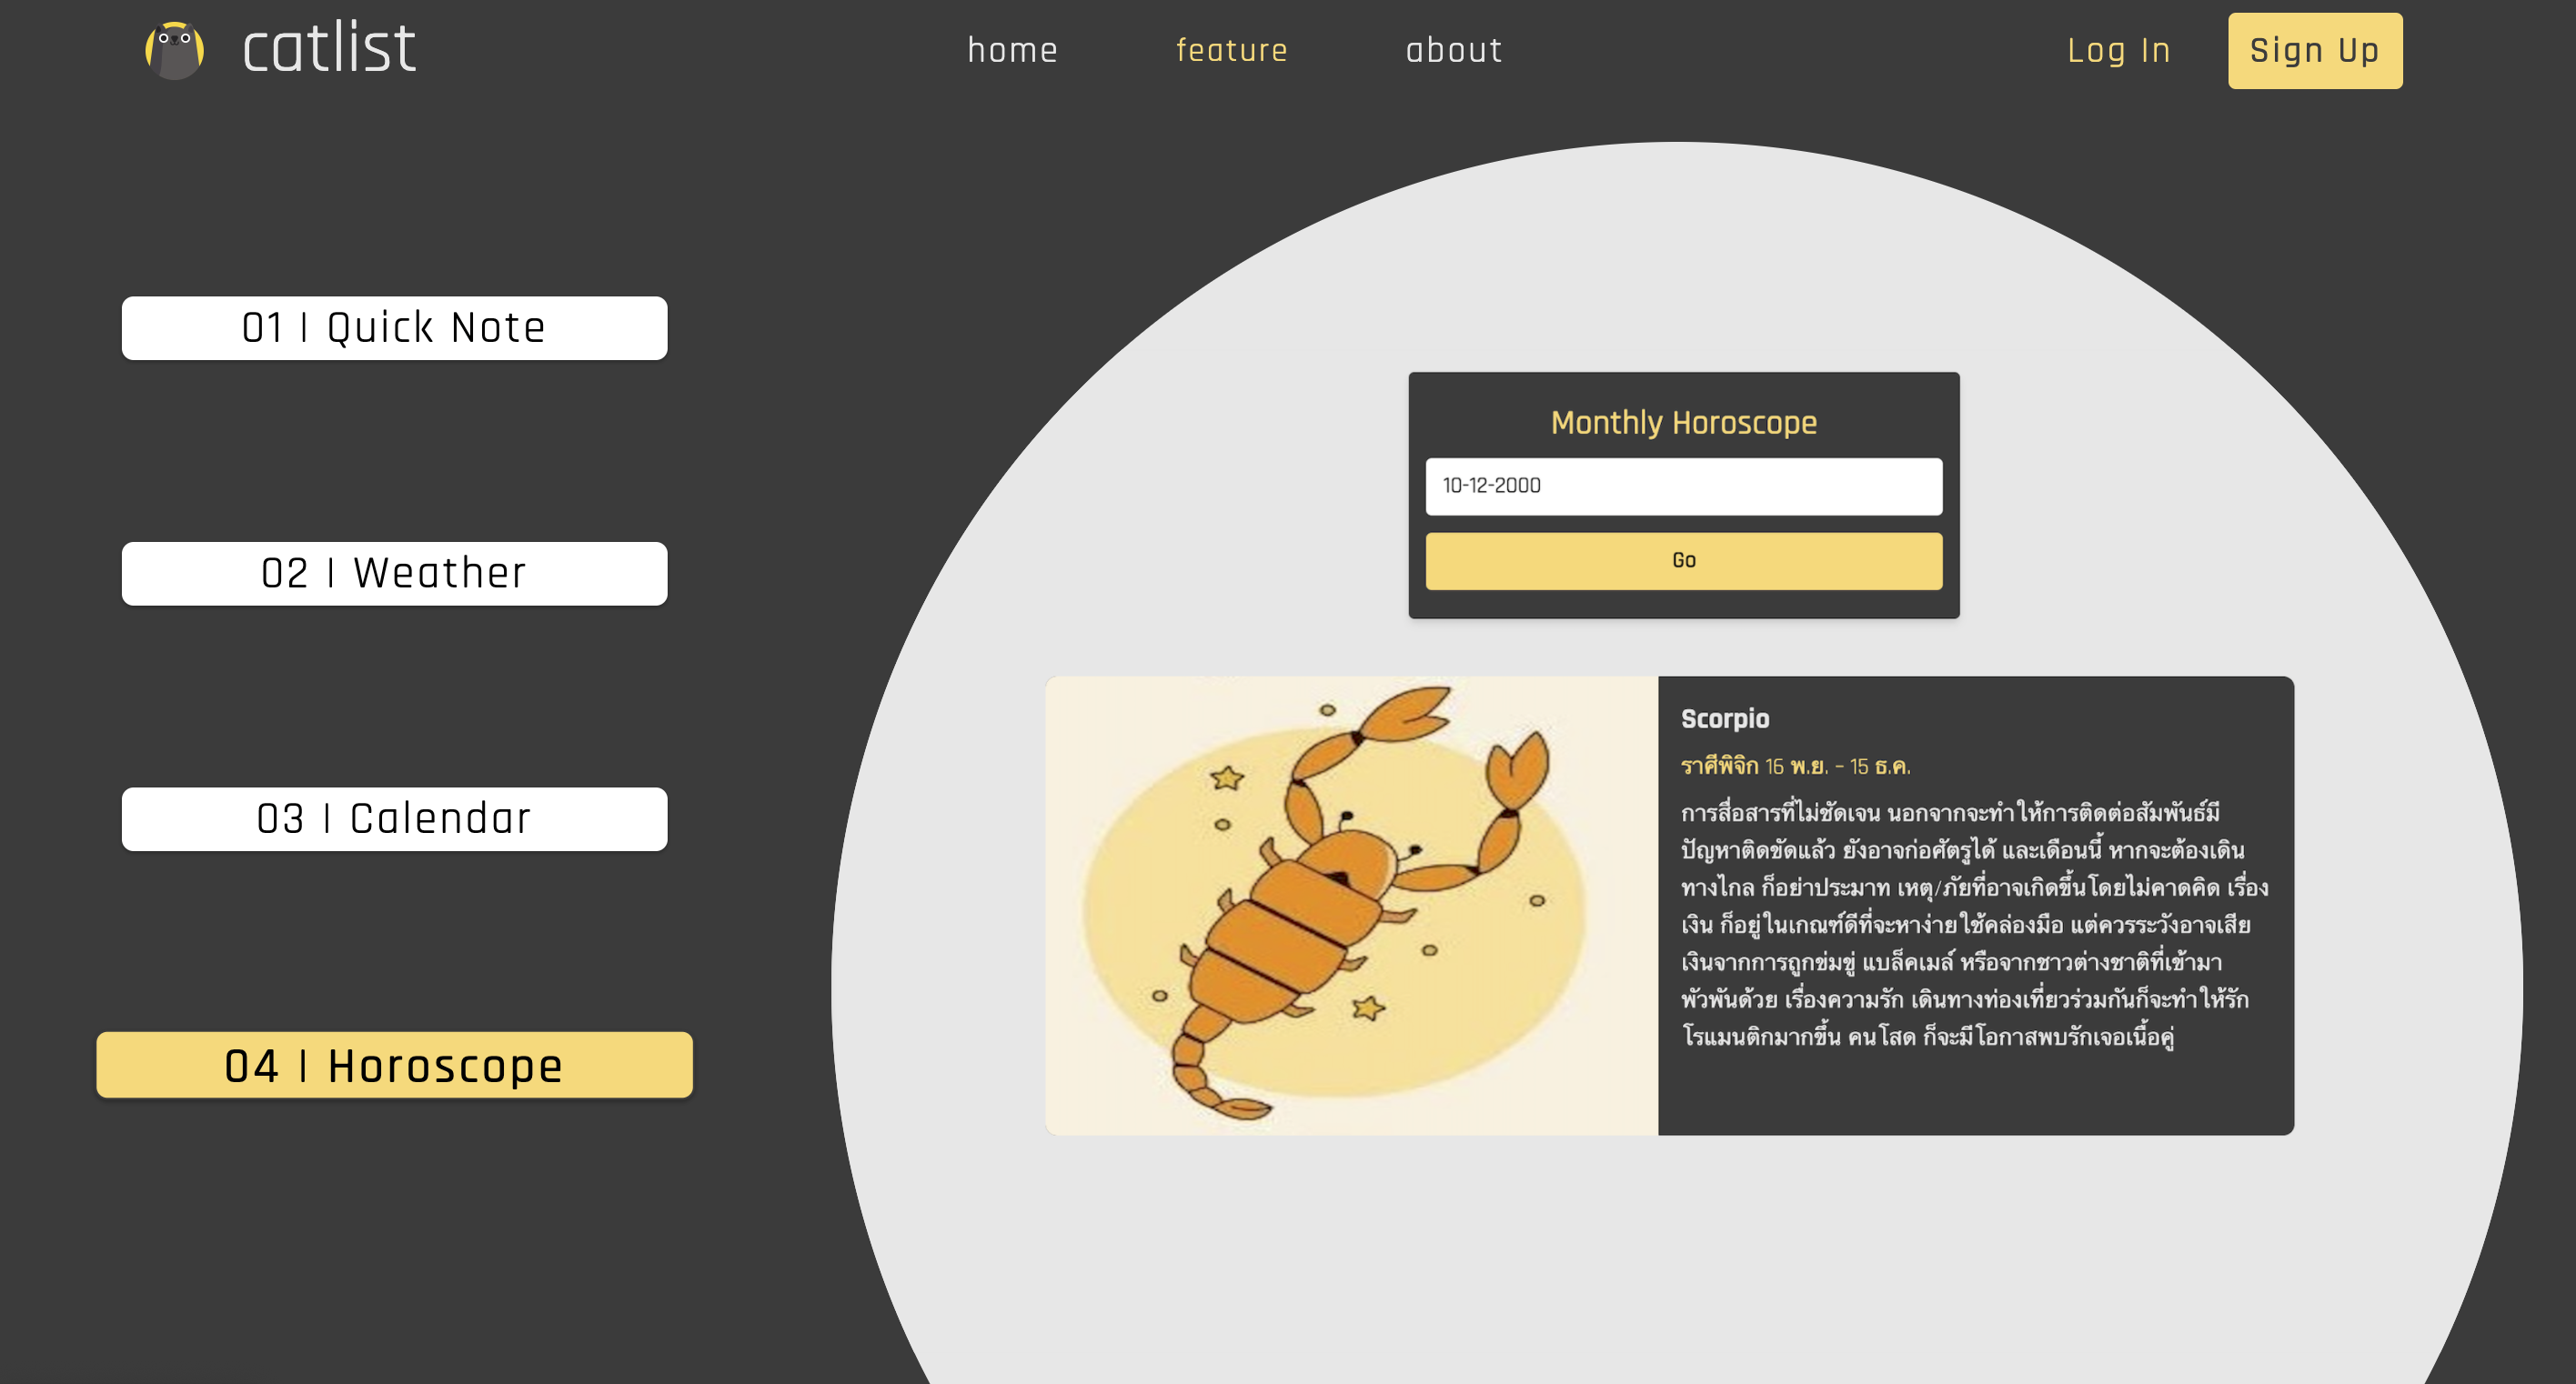 catlist
home
feature
about
Log In
Sign Up
01 | Quick Note
02 | Weather
03 | Calendar
04 | Horoscope
Monthly Horoscope
10-12-2000
Go
Scorpio
ราศีพิจิก 16 พ.ย. - 15 ธ.ค.
การสื่อสารที่ไม่ชัดเจน นอกจากจะทำให้การติดต่อสัมพันธ์มี
ปัญหาติดขัดแล้ว ยังอาจก่อศัตรูได้ และเดือนนี้ หากจะต้องเดิน
ทางไกล ก็อย่าประมาท เหตุ/ภัยที่อาจเกิดขึ้นโดยไม่คาดคิด เรื่อง
เงิน ก็อยู่ในเกณฑ์ดีที่จะหาง่ายใช้คล่องมือ แต่ควรระวังอาจเสีย
เงินจากการถูกข่มขู่ แบล็คเมล์ หรือจากชาวต่างชาติที่เข้ามา
พัวพันด้วย เรื่องความรัก เดินทางท่องเที่ยวร่วมกันก็จะทำให้รัก
โรแมนติกมากขึ้น คนโสด ก็จะมีโอกาสพบรักเจอเนื้อคู่